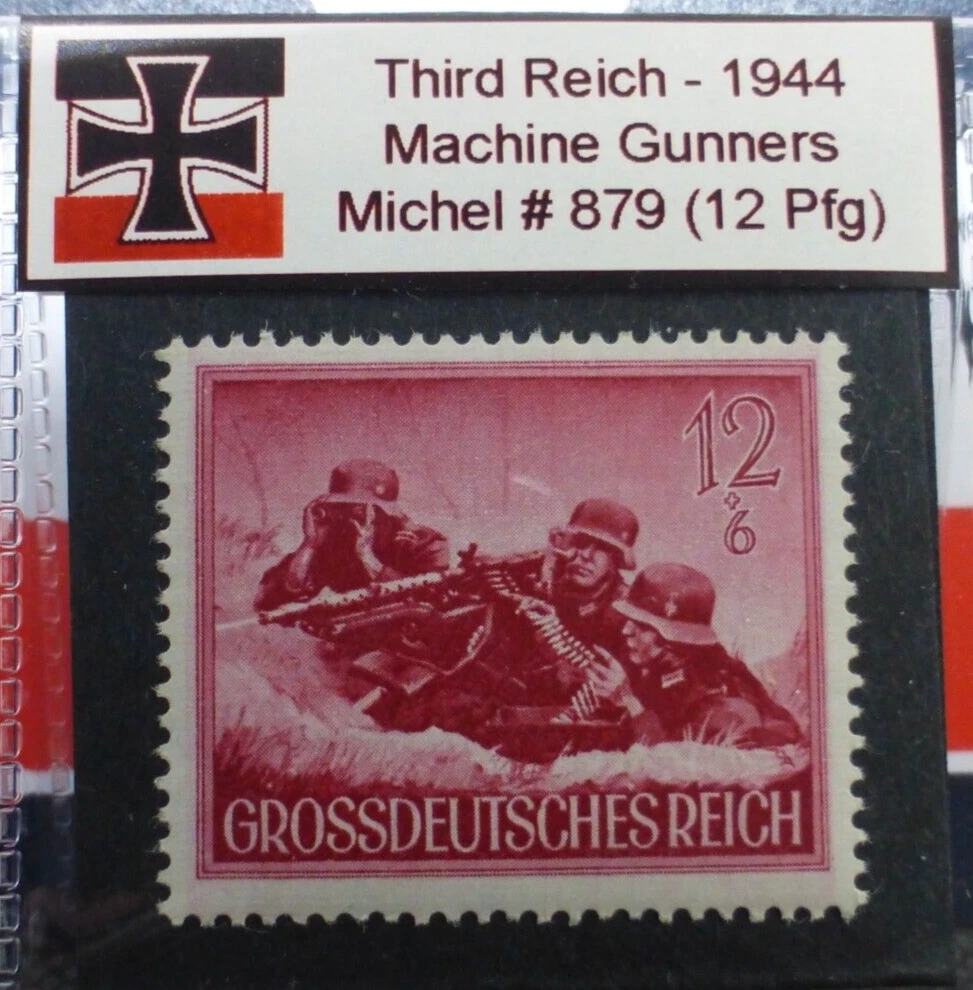 Third Reich - 1944
Machine Gunners
Michel # 879 (12 Pfg)
12
+
6
GROSSDEUTSCHES REICH